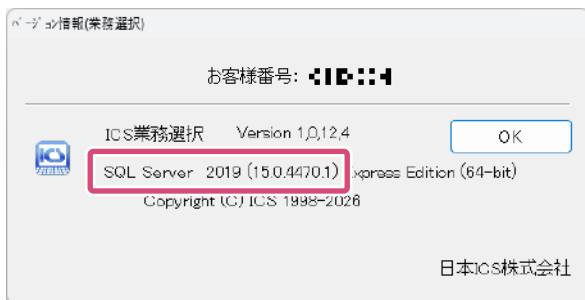 バージョン情報(業務選択)
お客様番号:
ICS業務選択 Version 1,0,12,4
OK
ICS
SQL Server 2019 (15.0.4470.1) Express Edition (64-bit)
Copyright (C) ICS 1998-2026
日本ICS株式会社